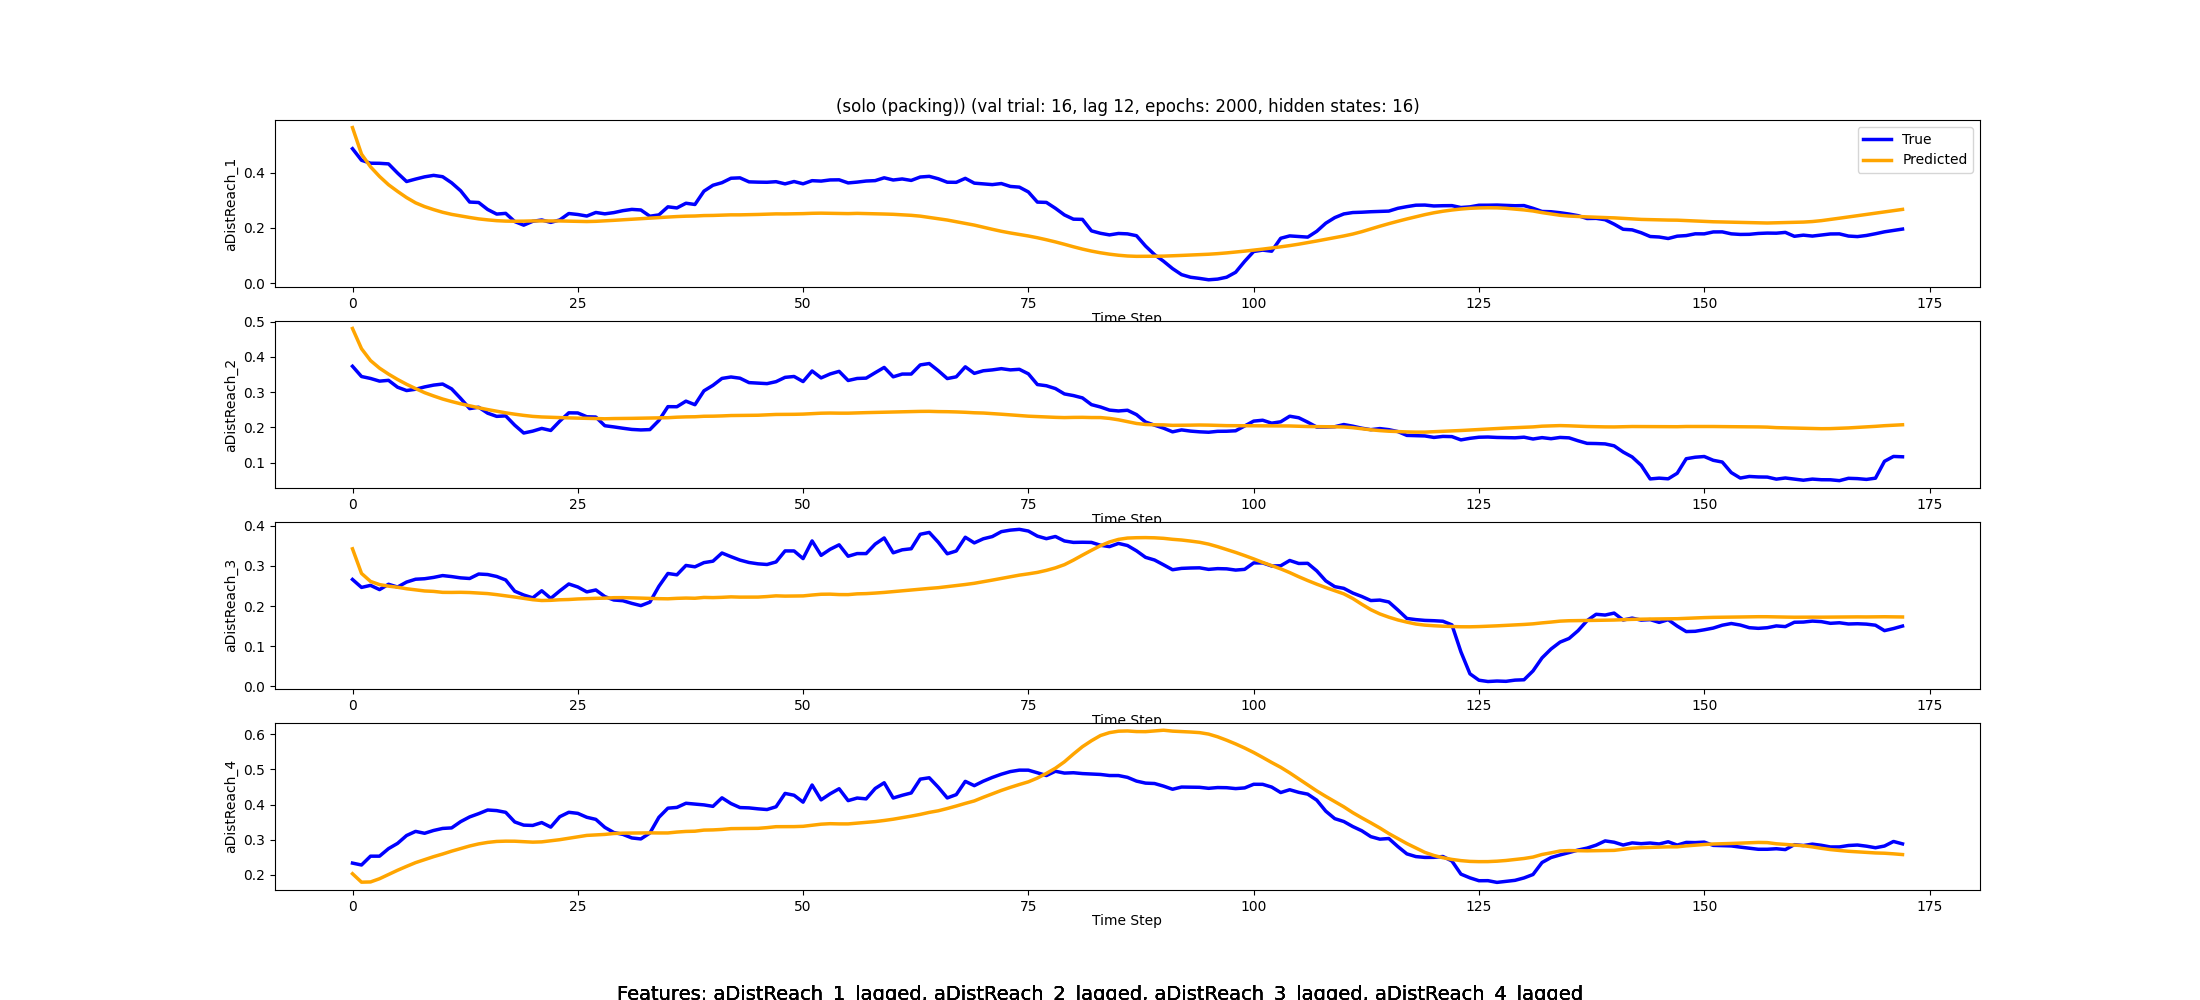 (solo (packing)) (val trial: 16, lag 12, epochs: 2000, hidden states: 16)
True
Predicted
aDistReach_1
0.4
0.2
0.0
0 25 50 75 100 125 150 175
Time Step
aDistReach_2
0.5
0.4
0.3
0.2
0.1
0 25 50 75 100 125 150 175
Time Step
aDistReach_3
0.4
0.3
0.2
0.1
0.0
0 25 50 75 100 125 150 175
Time Step
aDistReach_4
0.6
0.5
0.4
0.3
0.2
0 25 50 75 100 125 150 175
Time Step
Features: aDistReach_1_lagged, aDistReach_2_lagged, aDistReach_3_lagged, aDistReach_4_lagged